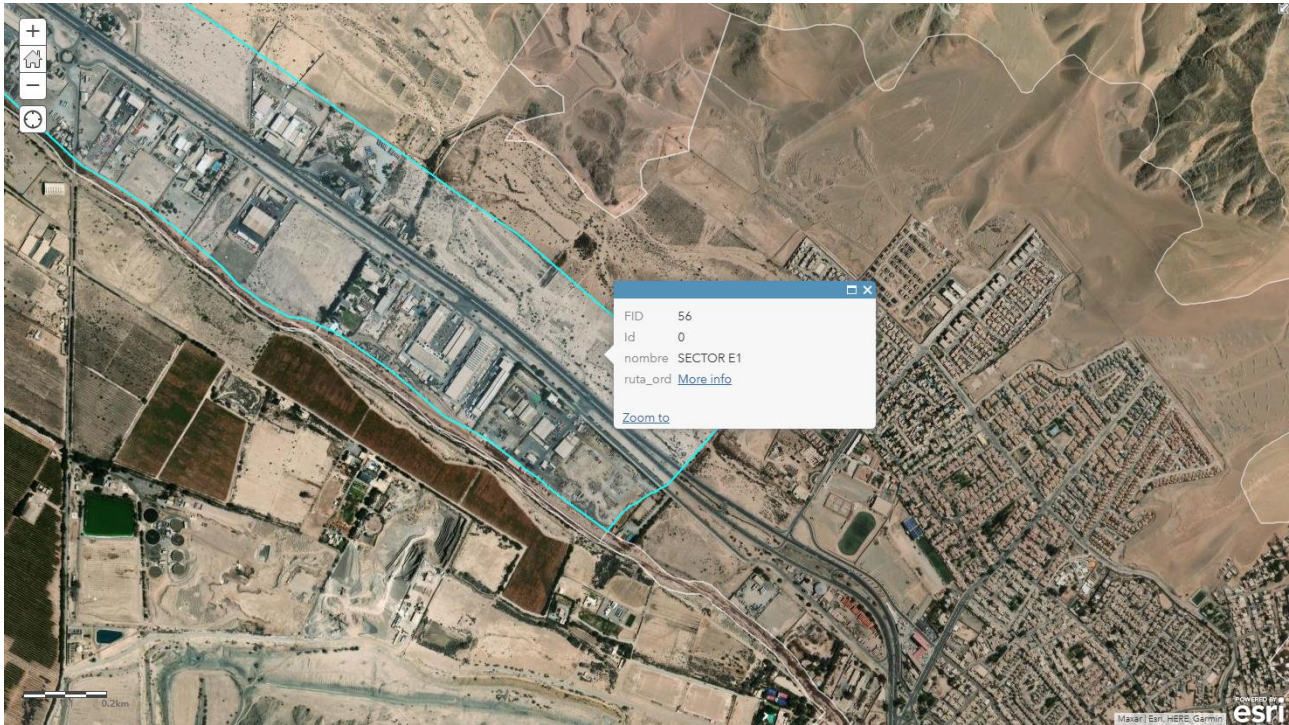 +
−
FID 56
Id 0
nombre SECTOR E1
ruta_ord More info
Zoom to
0.2km
Maxar | Esri, HERE, Garmin
POWERED BY
esri